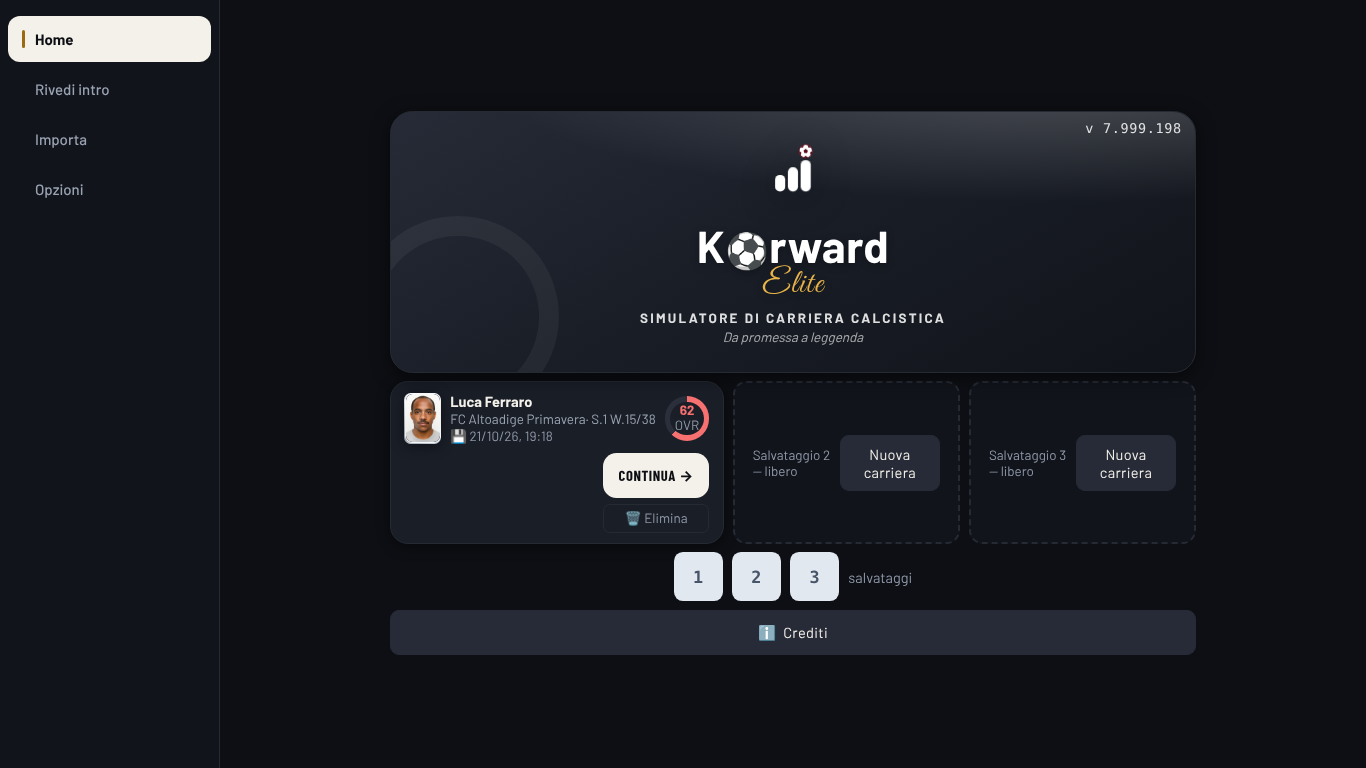 Home
Rivedi intro
Importa
Opzioni
v 7.999.198
K⚽rward
Elite
SIMULATORE DI CARRIERA CALCISTICA
Da promessa a leggenda
Luca Ferraro
FC Altoadige Primavera· S.1 W.15/38
💾 21/10/26, 19:18
62
OVR
CONTINUA →
🗑️ Elimina
Salvataggio 2
— libero
Nuova
carriera
Salvataggio 3
— libero
Nuova
carriera
1 2 3 salvataggi
ℹ️ Crediti